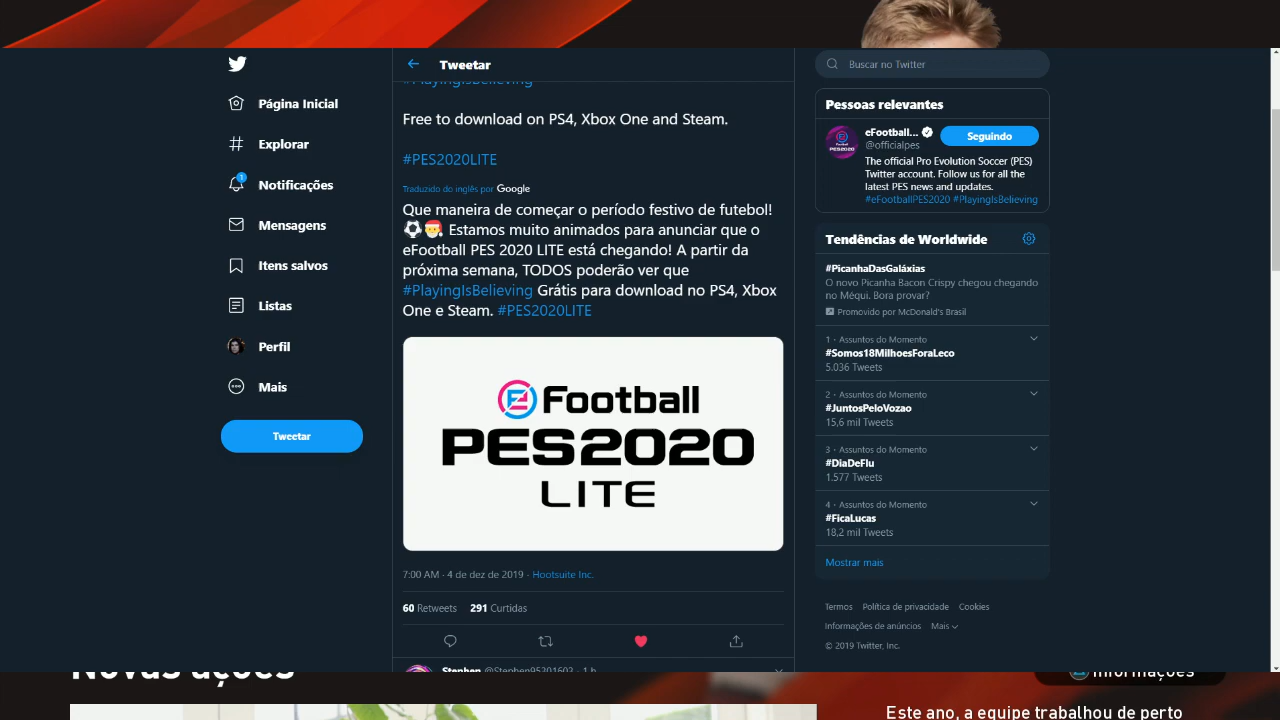 Página Inicial
Explorar
1
Notificações
Mensagens
Itens salvos
Listas
Perfil
Mais
Tweetar
Tweetar
#PlayingIsBelieving
Free to download on PS4, Xbox One and Steam.
#PES2020LITE
Traduzido do inglês por Google
Que maneira de começar o período festivo de futebol!
⚽🎅 Estamos muito animados para anunciar que o
eFootball PES 2020 LITE está chegando! A partir da
próxima semana, TODOS poderão ver que
#PlayingIsBelieving Grátis para download no PS4, Xbox
One e Steam. #PES2020LITE
eFootball
PES2020
LITE
7:00 AM · 4 de dez de 2019 · Hootsuite Inc.
60 Retweets 291 Curtidas
Stephen @Stephen95301603 · 1 h
Buscar no Twitter
Pessoas relevantes
eFootball...
@officialpes
Seguindo
The official Pro Evolution Soccer (PES)
Twitter account. Follow us for all the
latest PES news and updates.
#eFootballPES2020 #PlayingIsBelieving
Tendências de Worldwide
#PicanhaDasGaláxias
O novo Picanha Bacon Crispy chegou chegando
no Méqui. Bora provar?
Promovido por McDonald's Brasil
1 · Assuntos do Momento
#Somos18MilhoesForaLeco
5.036 Tweets
2 · Assuntos do Momento
#JuntosPeloVozao
15,6 mil Tweets
3 · Assuntos do Momento
#DiaDeFlu
1.577 Tweets
4 · Assuntos do Momento
#FicaLucas
18,2 mil Tweets
Mostrar mais
Termos Política de privacidade Cookies
Informações de anúncios Mais
© 2019 Twitter, Inc.
Novas ações
Informações
Este ano, a equipe trabalhou de perto